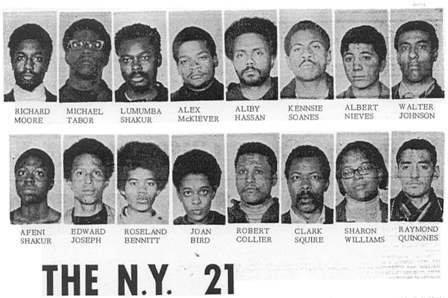 RICHARD MICHAEL LUMUMBA ALEX ALIBY KENNSIE ALBERT WALTER
MOORE TABOR SHAKUR McKIEVER HASSAN SOANES NIEVES JOHNSON
AFENI EDWARD ROSELAND JOAN ROBERT CLARK SHARON RAYMOND
SHAKUR JOSEPH BENNITT BIRD COLLIER SQUIRE WILLIAMS QUINONES
THE N.Y. 21